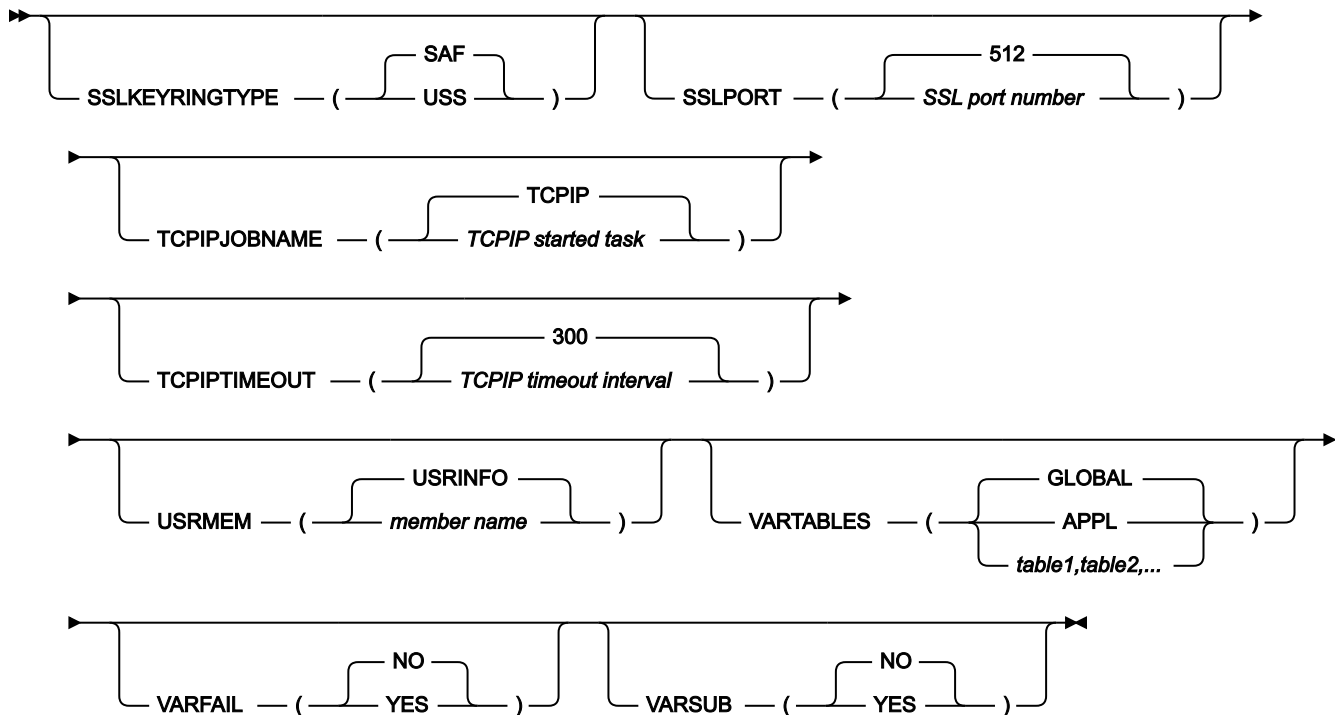 SAF
SSLKEYRINGTYPE ( USS )
512
SSLPORT ( SSL port number )
TCPIP
TCPIPJOBNAME ( TCPIP started task )
300
TCPIPTIMEOUT ( TCPIP timeout interval )
USRINFO
USRMEM ( member name )
GLOBAL
VARTABLES ( APPL )
table1,table2,...
NO
VARFAIL ( YES )
NO
VARSUB ( YES )